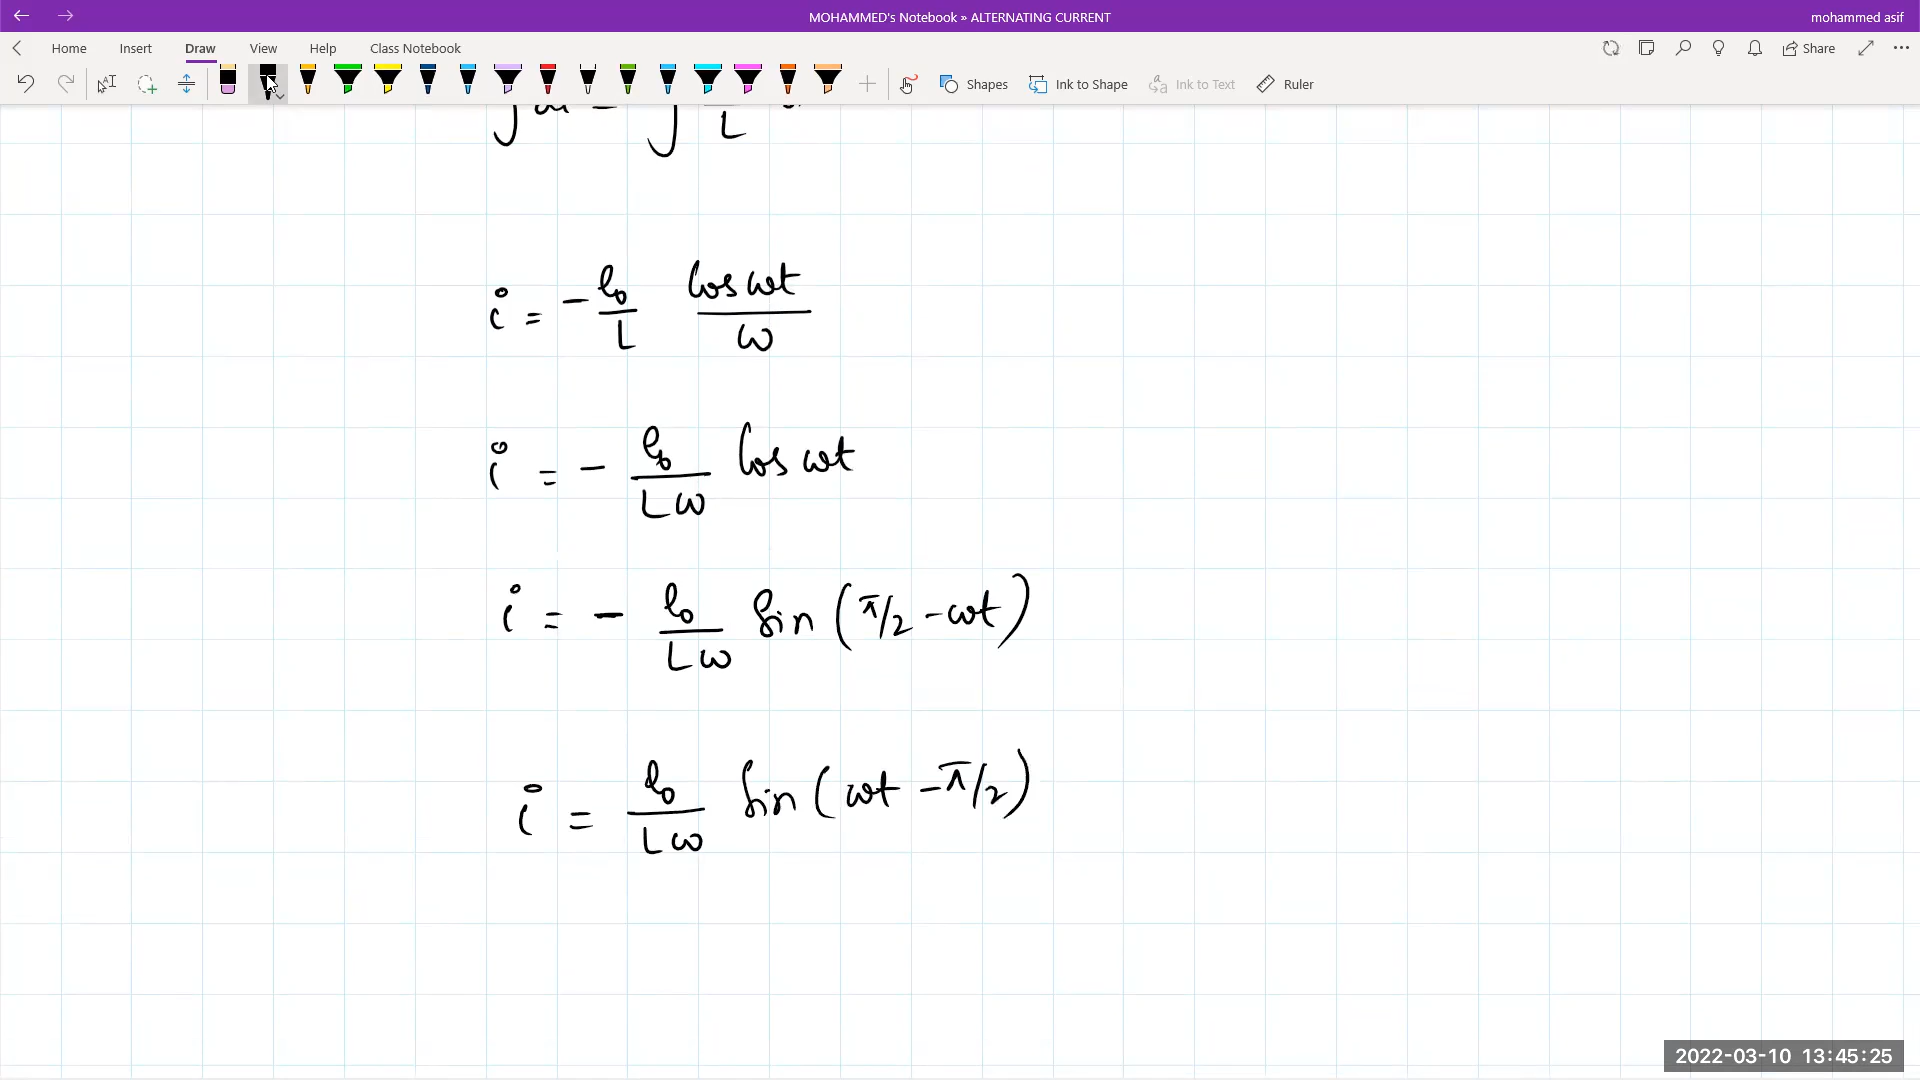 MOHAMMED's Notebook » ALTERNATING CURRENT
mohammed asif
Home Insert Draw View Help Class Notebook
Share
Shapes Ink to Shape Ink to Text Ruler
L
i = - e₀/L cos ωt/ω
i = - e₀/Lω cos ωt
i = - e₀/Lω sin (π/2 - ωt)
i = e₀/Lω sin (ωt - π/2)
2022-03-10 13:45:25